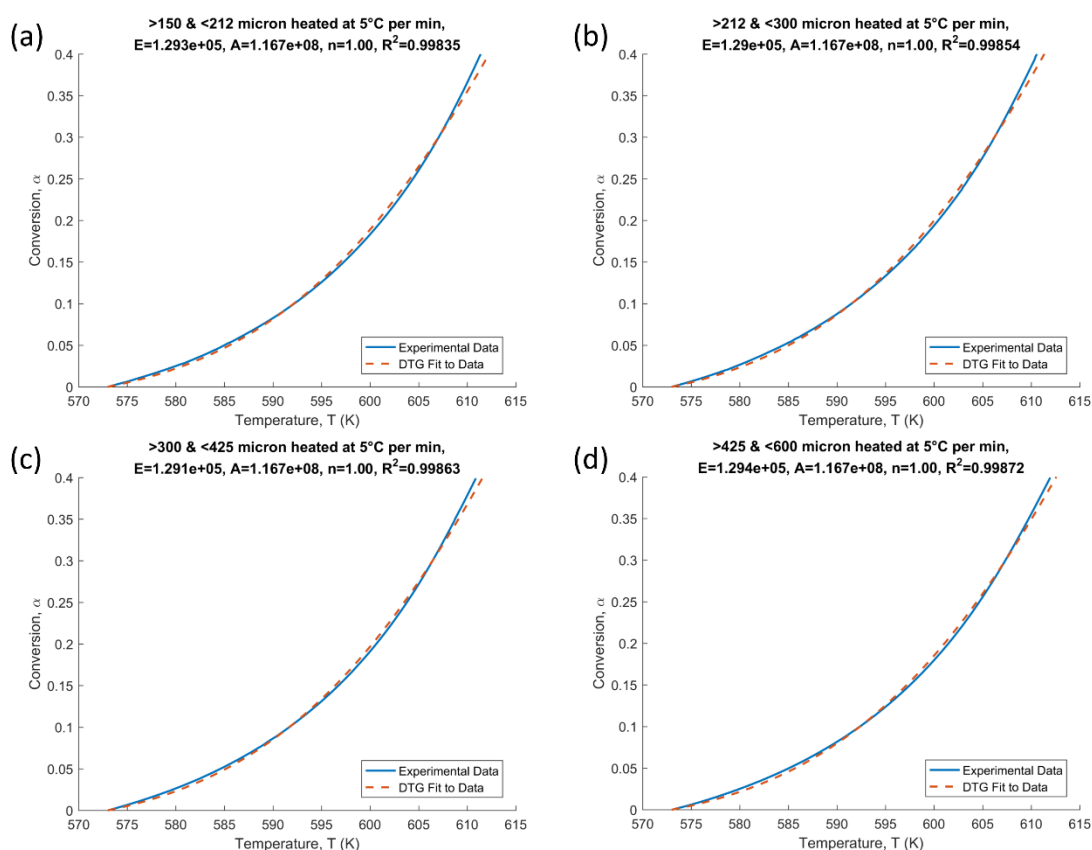 (a)
>150 & <212 micron heated at 5°C per min,
E=1.293e+05, A=1.167e+08, n=1.00, R²=0.99835
0.4
0.35
0.3
0.25
0.2
0.15
0.1
0.05
0
Conversion, α
Experimental Data
DTG Fit to Data
570 575 580 585 590 595 600 605 610 615
Temperature, T (K)
(b)
>212 & <300 micron heated at 5°C per min,
E=1.29e+05, A=1.167e+08, n=1.00, R²=0.99854
0.4
0.35
0.3
0.25
0.2
0.15
0.1
0.05
0
Conversion, α
Experimental Data
DTG Fit to Data
570 575 580 585 590 595 600 605 610 615
Temperature, T (K)
(c)
>300 & <425 micron heated at 5°C per min,
E=1.291e+05, A=1.167e+08, n=1.00, R²=0.99863
0.4
0.35
0.3
0.25
0.2
0.15
0.1
0.05
0
Conversion, α
Experimental Data
DTG Fit to Data
570 575 580 585 590 595 600 605 610 615
Temperature, T (K)
(d)
>425 & <600 micron heated at 5°C per min,
E=1.294e+05, A=1.167e+08, n=1.00, R²=0.99872
0.4
0.35
0.3
0.25
0.2
0.15
0.1
0.05
0
Conversion, α
Experimental Data
DTG Fit to Data
570 575 580 585 590 595 600 605 610 615
Temperature, T (K)